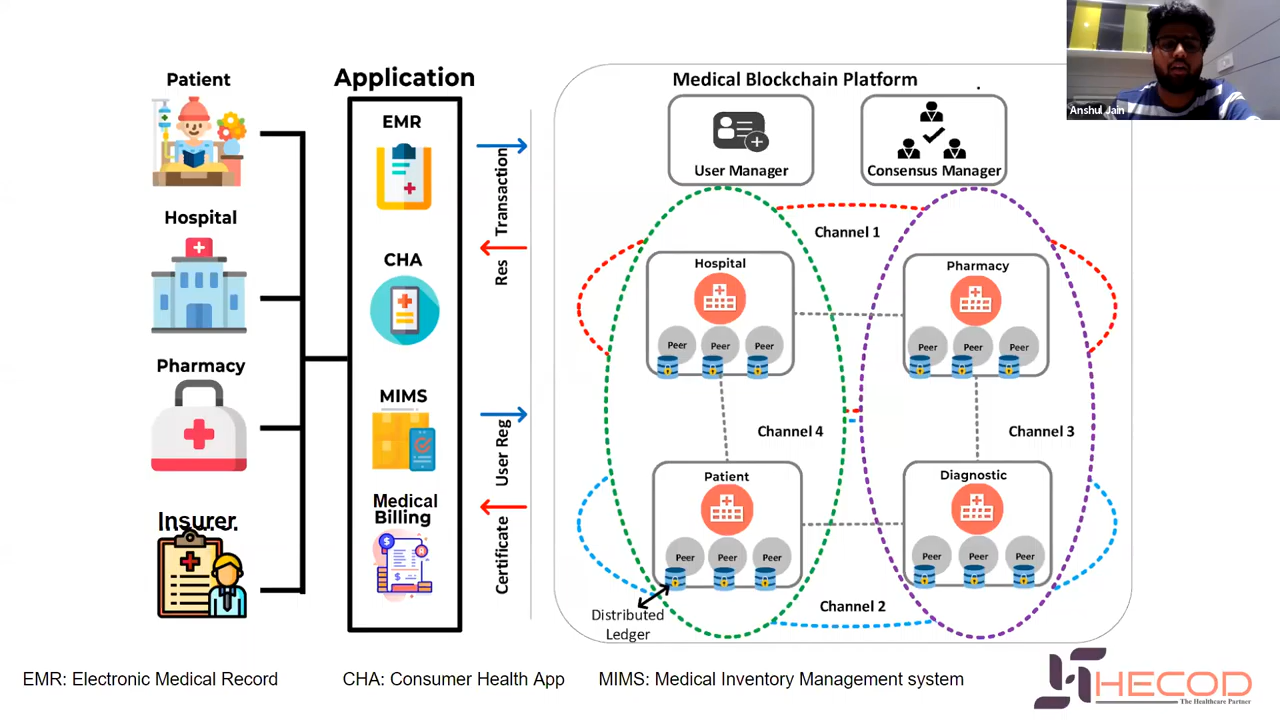 Patient
Hospital
Pharmacy
Insurer.
Application
EMR
CHA
MIMS
Medical
Billing
Transaction
Res
User Reg
Certificate
Medical Blockchain Platform
User Manager
Consensus Manager
Channel 1
Hospital
Peer
Peer
Peer
Pharmacy
Peer
Peer
Peer
Channel 4
Channel 3
Patient
Peer
Peer
Peer
Diagnostic
Peer
Peer
Peer
Distributed
Ledger
Channel 2
Anshul Jain
EMR: Electronic Medical Record
CHA: Consumer Health App
MIMS: Medical Inventory Management system
HECOD
The Healthcare Partner